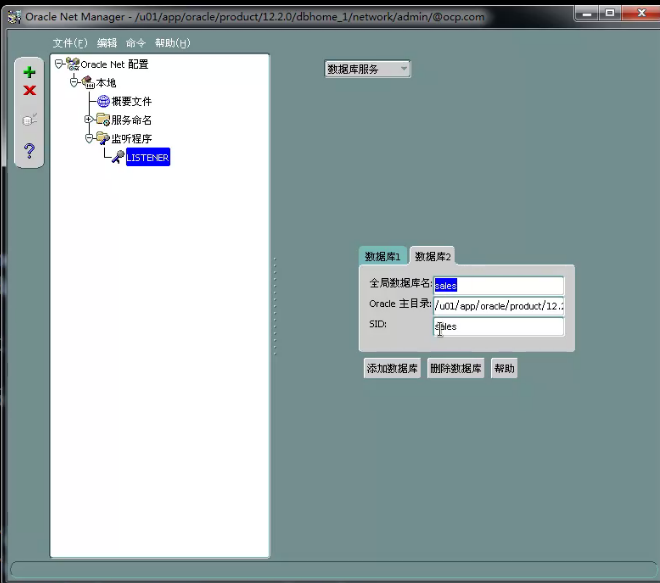 Oracle Net Manager - /u01/app/oracle/product/12.2.0/dbhome_1/network/admin/@ocp.com
文件(F) 编辑 命令 帮助(H)
Oracle Net 配置
本地
概要文件
服务命名
监听程序
LISTENER
数据库服务
数据库1 数据库2
全局数据库名: sales
Oracle 主目录: /u01/app/oracle/product/12.2
SID: sales
添加数据库 删除数据库 帮助